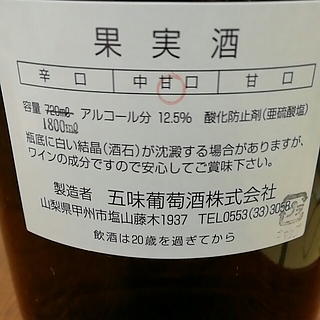 果実酒
辛口 中甘口 甘口
容量 720㎖ アルコール分 12.5% 酸化防止剤(亜硫酸塩)
1800㎖
瓶底に白い結晶(酒石)が沈澱する場合がありますが、
ワインの成分ですので安心してご賞味下さい。
製造者 五味葡萄酒株式会社
山梨県甲州市塩山藤木1937 TEL0553(33)3058
飲酒は20歳を過ぎてから